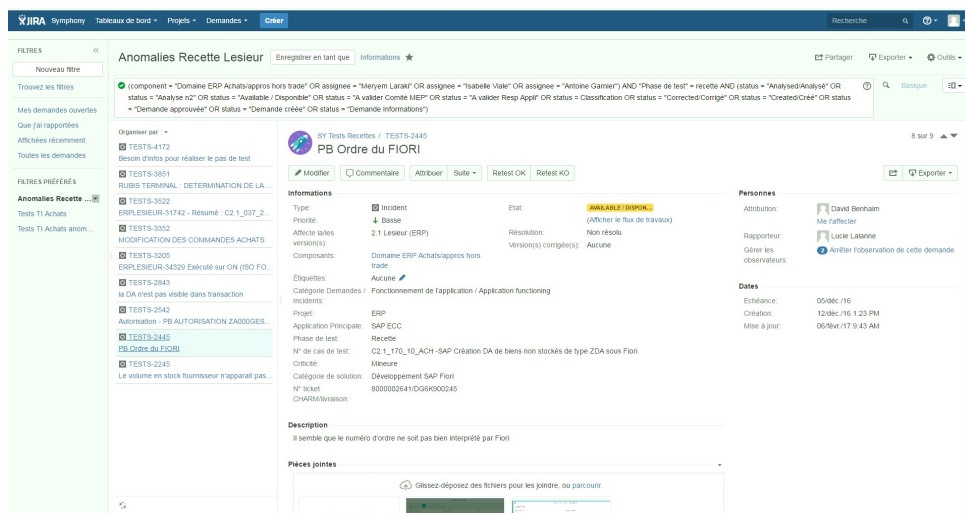 JIRA Symphony Tableaux de bord Projets Demandes Créer Recherche
FILTRES
Nouveau filtre
Trouvez les filtres
Mes demandes ouvertes
Que j'ai rapportées
Affichées récemment
Toutes les demandes
FILTRES PRÉFÉRÉS
Anomalies Recette ...
Tests TI Achats
Tests TI Achats anom...
Anomalies Recette Lesieur Enregistrer en tant que Informations Partager Exporter Outils
(component = "Domaine ERP Achats/appros hors trade" OR assignee = "Meryem Laraki" OR assignee = "Isabelle Viale" OR assignee = "Antoine Garnier") AND "Phase de test" = recette AND (status = "Analysed/Analysé" OR
status = "Analyse n2" OR status = "Available / Disponible" OR status = "A valider Comité MEP" OR status = "A valider Resp Appli" OR status = Classification OR status = "Corrected/Corrigé" OR status = "Created/Créé" OR status
= "Demande approuvée" OR status = "Demande créée" OR status = "Demande Informations")
Basique
Organiser par
TESTS-4172
Besoin d'infos pour réaliser le pas de test
TESTS-3851
RUBIS TERMINAL : DETERMINATION DE LA ...
TESTS-3522
ERPLESIEUR-31742 - Résumé : C2.1_037_2...
TESTS-3352
MODIFICATION DES COMMANDES ACHATS
TESTS-3205
ERPLESIEUR-34329 Exécuté sur ON (ISO FO...
TESTS-2843
la DA n'est pas visible dans transaction
TESTS-2542
Autorisation - PB AUTORISATION ZA000GES...
TESTS-2445
PB Ordre du FIORI
TESTS-2245
Le volume en stock fournisseur n'apparait pas...
SY Tests Recettes / TESTS-2445
PB Ordre du FIORI
8 sur 9
Modifier Commentaire Attribuer Suite Retest OK Retest KO Exporter
Informations
Type: Incident
Priorité: Basse
Affecte la/les version(s): 2.1 Lesieur (ERP)
Composants: Domaine ERP Achats/appros hors
trade
Étiquettes: Aucune
Catégorie Demandes / Incidents: Fonctionnement de l'application / Application functioning
Projet: ERP
Application Principale: SAP ECC
Phase de test: Recette
N° de cas de test: C2.1_170_10_ACH -SAP Création DA de biens non stockés de type ZDA sous Fiori
Criticité: Mineure
Catégorie de solution: Développement SAP Fiori
N° ticket CHARM/livraison: 8000002641/DG6K900245
Etat: AVAILABLE / DISPON...
(Afficher le flux de travaux)
Résolution: Non résolu
Version(s) corrigée(s): Aucune
Description
Il semble que le numéro d'ordre ne soit pas bien interprété par Fiori
Pièces jointes
Glissez-déposez des fichiers pour les joindre, ou parcourir.
Personnes
Attribution: David Benhaim
Me l'affecter
Rapporteur: Lucie Lalanne
Gérer les observateurs: 2 Arrêter l'observation de cette demande
Dates
Echéance: 05/déc./16
Création: 12/déc./16 1:23 PM
Mise à jour: 06/févr./17 9:43 AM